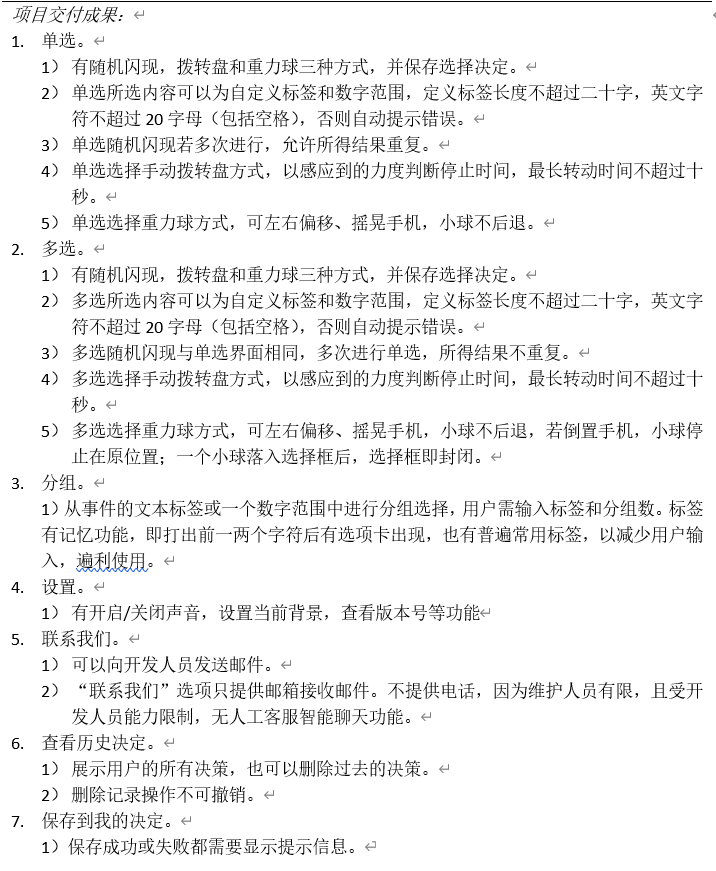 项目交付成果：
1. 单选。
1） 有随机闪现，拨转盘和重力球三种方式，并保存选择决定。
2） 单选所选内容可以为自定义标签和数字范围，定义标签长度不超过二十字，英文字
符不超过 20 字母（包括空格），否则自动提示错误。
3） 单选随机闪现若多次进行，允许所得结果重复。
4） 单选选择手动拨转盘方式，以感应到的力度判断停止时间，最长转动时间不超过十
秒。
5） 单选选择重力球方式，可左右偏移、摇晃手机，小球不后退。
2. 多选。
1） 有随机闪现，拨转盘和重力球三种方式，并保存选择决定。
2） 多选所选内容可以为自定义标签和数字范围，定义标签长度不超过二十字，英文字
符不超过 20 字母（包括空格），否则自动提示错误。
3） 多选随机闪现与单选界面相同，多次进行单选，所得结果不重复。
4） 多选选择手动拨转盘方式，以感应到的力度判断停止时间，最长转动时间不超过十
秒。
5） 多选选择重力球方式，可左右偏移、摇晃手机，小球不后退，若倒置手机，小球停
止在原位置；一个小球落入选择框后，选择框即封闭。
3. 分组。
1）从事件的文本标签或一个数字范围中进行分组选择，用户需输入标签和分组数。标签
有记忆功能，即打出前一两个字符后有选项卡出现，也有普遍常用标签，以减少用户输
入，遍利使用。
4. 设置。
1） 有开启/关闭声音，设置当前背景，查看版本号等功能
5. 联系我们。
1） 可以向开发人员发送邮件。
2） “联系我们”选项只提供邮箱接收邮件。不提供电话，因为维护人员有限，且受开
发人员能力限制，无人工客服智能聊天功能。
6. 查看历史决定。
1） 展示用户的所有决策，也可以删除过去的决策。
2） 删除记录操作不可撤销。
7. 保存到我的决定。
1）保存成功或失败都需要显示提示信息。